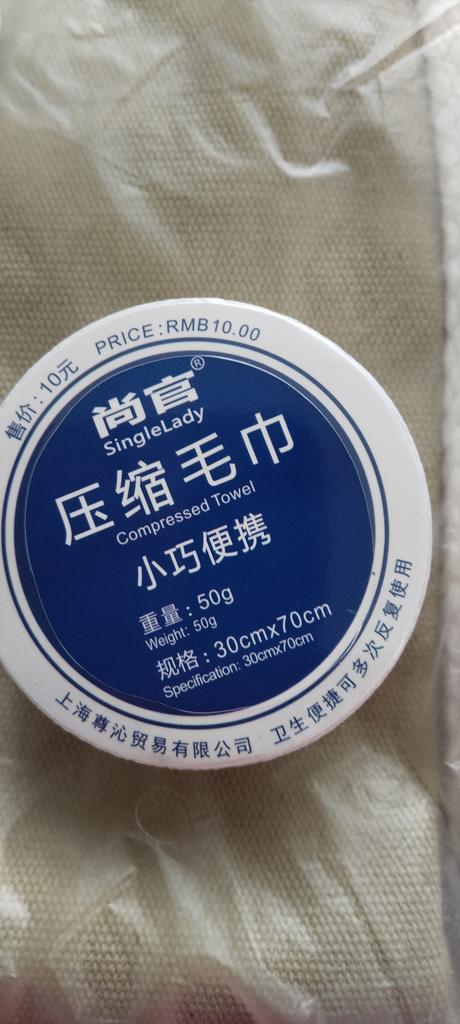 售价:10元 PRICE:RMB10.00
尚官®
SingleLady
压缩毛巾
Compressed Towel
小巧便携
重量:50g
Weight: 50g
规格:30cmx70cm
Specification: 30cmx70cm
上海尊沁贸易有限公司 卫生便捷可多次反复使用